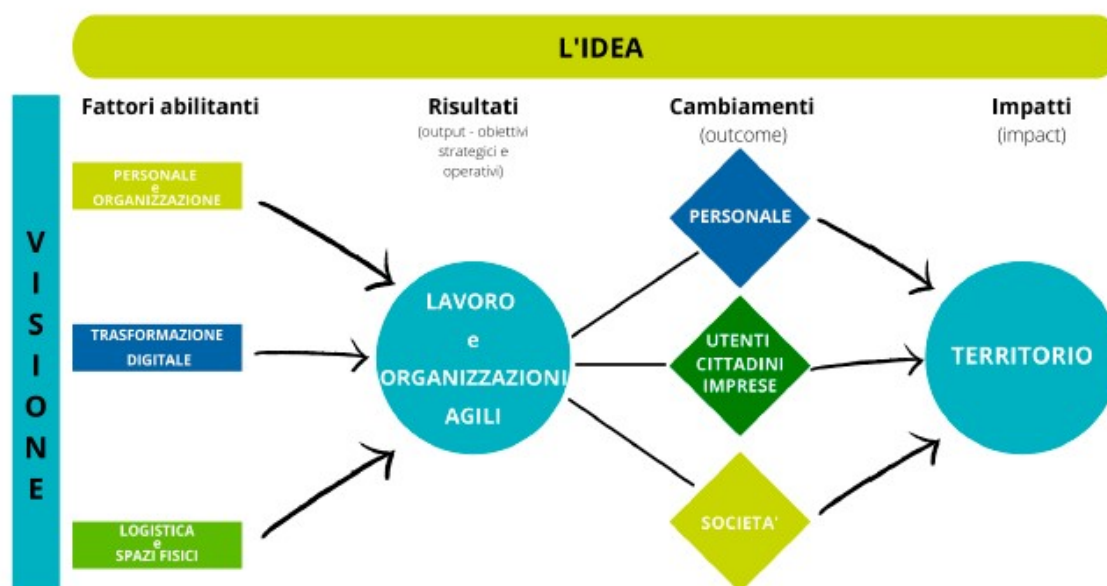 L'IDEA
VISIONE
Fattori abilitanti
Risultati
(output - obiettivi
strategici e
operativi)
Cambiamenti
(outcome)
Impatti
(impact)
PERSONALE
e
ORGANIZZAZIONE
TRASFORMAZIONE
DIGITALE
LOGISTICA
e
SPAZI FISICI
LAVORO
e
ORGANIZZAZIONI
AGILI
PERSONALE
UTENTI
CITTADINI
IMPRESE
SOCIETA'
TERRITORIO